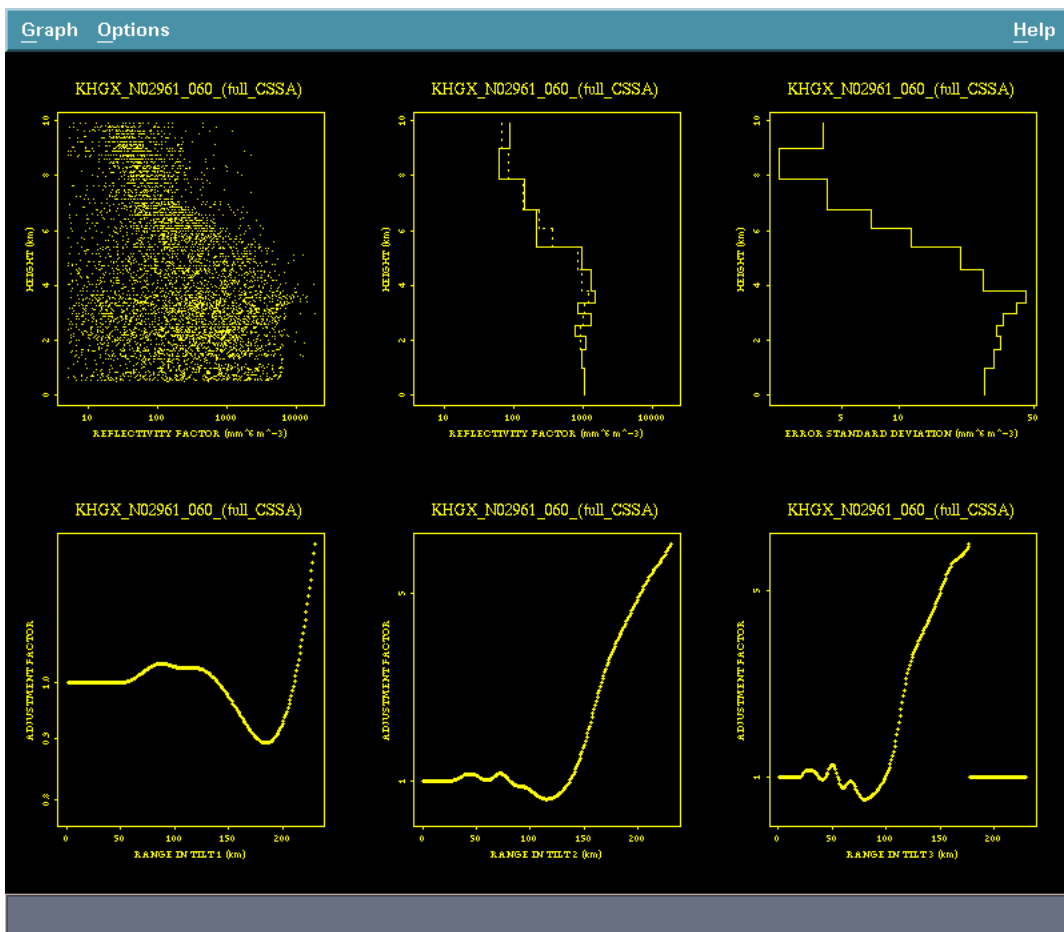 Graph Options Help
KHGX_N02961_060_(full_CSSA) KHGX_N02961_060_(full_CSSA) KHGX_N02961_060_(full_CSSA)
HEIGHT (km)
0 2 4 6 8 10
10 100 1000 10000
REFLECTIVITY FACTOR (mm^6 m^-3)
HEIGHT (km)
0 2 4 6 8 10
10 100 1000 10000
REFLECTIVITY FACTOR (mm^6 m^-3)
HEIGHT (km)
0 2 4 6 8 10
5 10 50
ERROR STANDARD DEVIATION (mm^6 m^-3)
KHGX_N02961_060_(full_CSSA) KHGX_N02961_060_(full_CSSA) KHGX_N02961_060_(full_CSSA)
ADJUSTMENT FACTOR
0.8 0.9 1.0
0 50 100 150 200
RANGE IN TILT 1 (km)
ADJUSTMENT FACTOR
1 5
0 50 100 150 200
RANGE IN TILT 2 (km)
ADJUSTMENT FACTOR
1 5
0 50 100 150 200
RANGE IN TILT 3 (km)